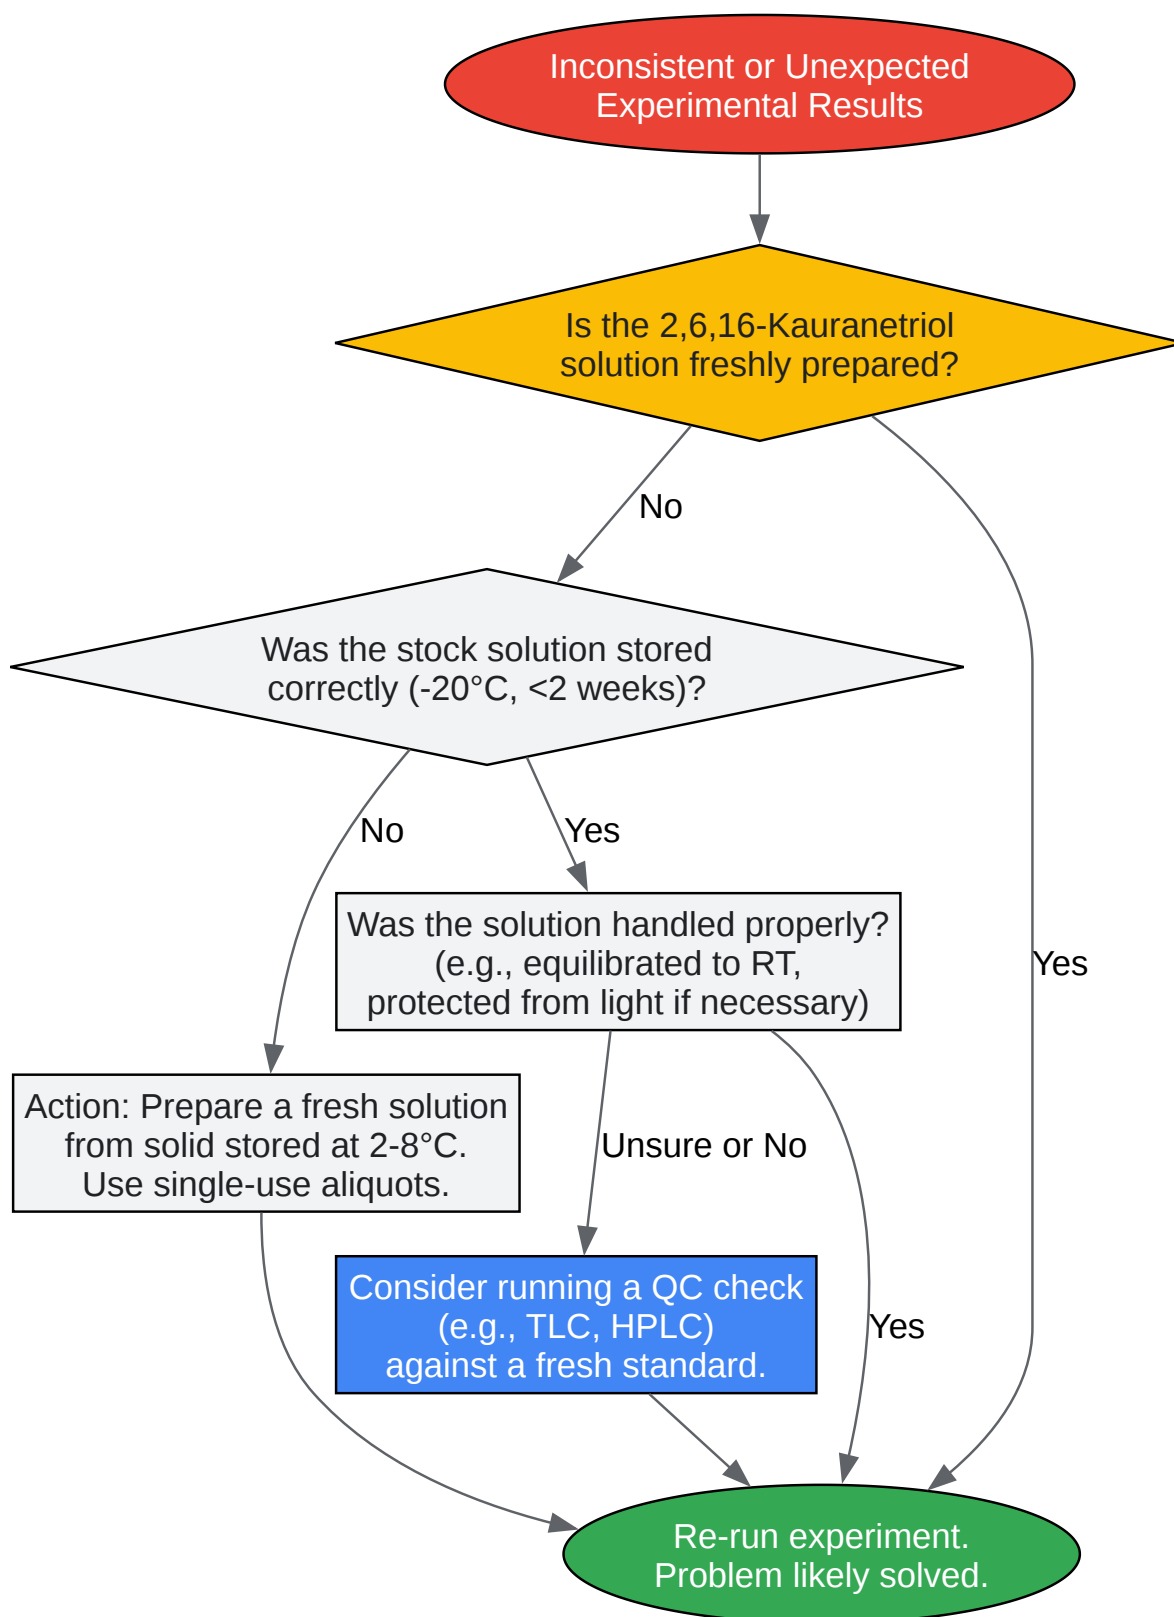 Inconsistent or Unexpected
Experimental Results
Is the 2,6,16-Kauranetriol
solution freshly prepared?
No
Was the stock solution stored
correctly (-20°C, <2 weeks)?
No
Yes
Was the solution handled properly?
(e.g., equilibrated to RT,
protected from light if necessary)
Yes
Action: Prepare a fresh solution
from solid stored at 2-8°C.
Use single-use aliquots.
Unsure or No
Consider running a QC check
(e.g., TLC, HPLC)
against a fresh standard.
Yes
Re-run experiment.
Problem likely solved.